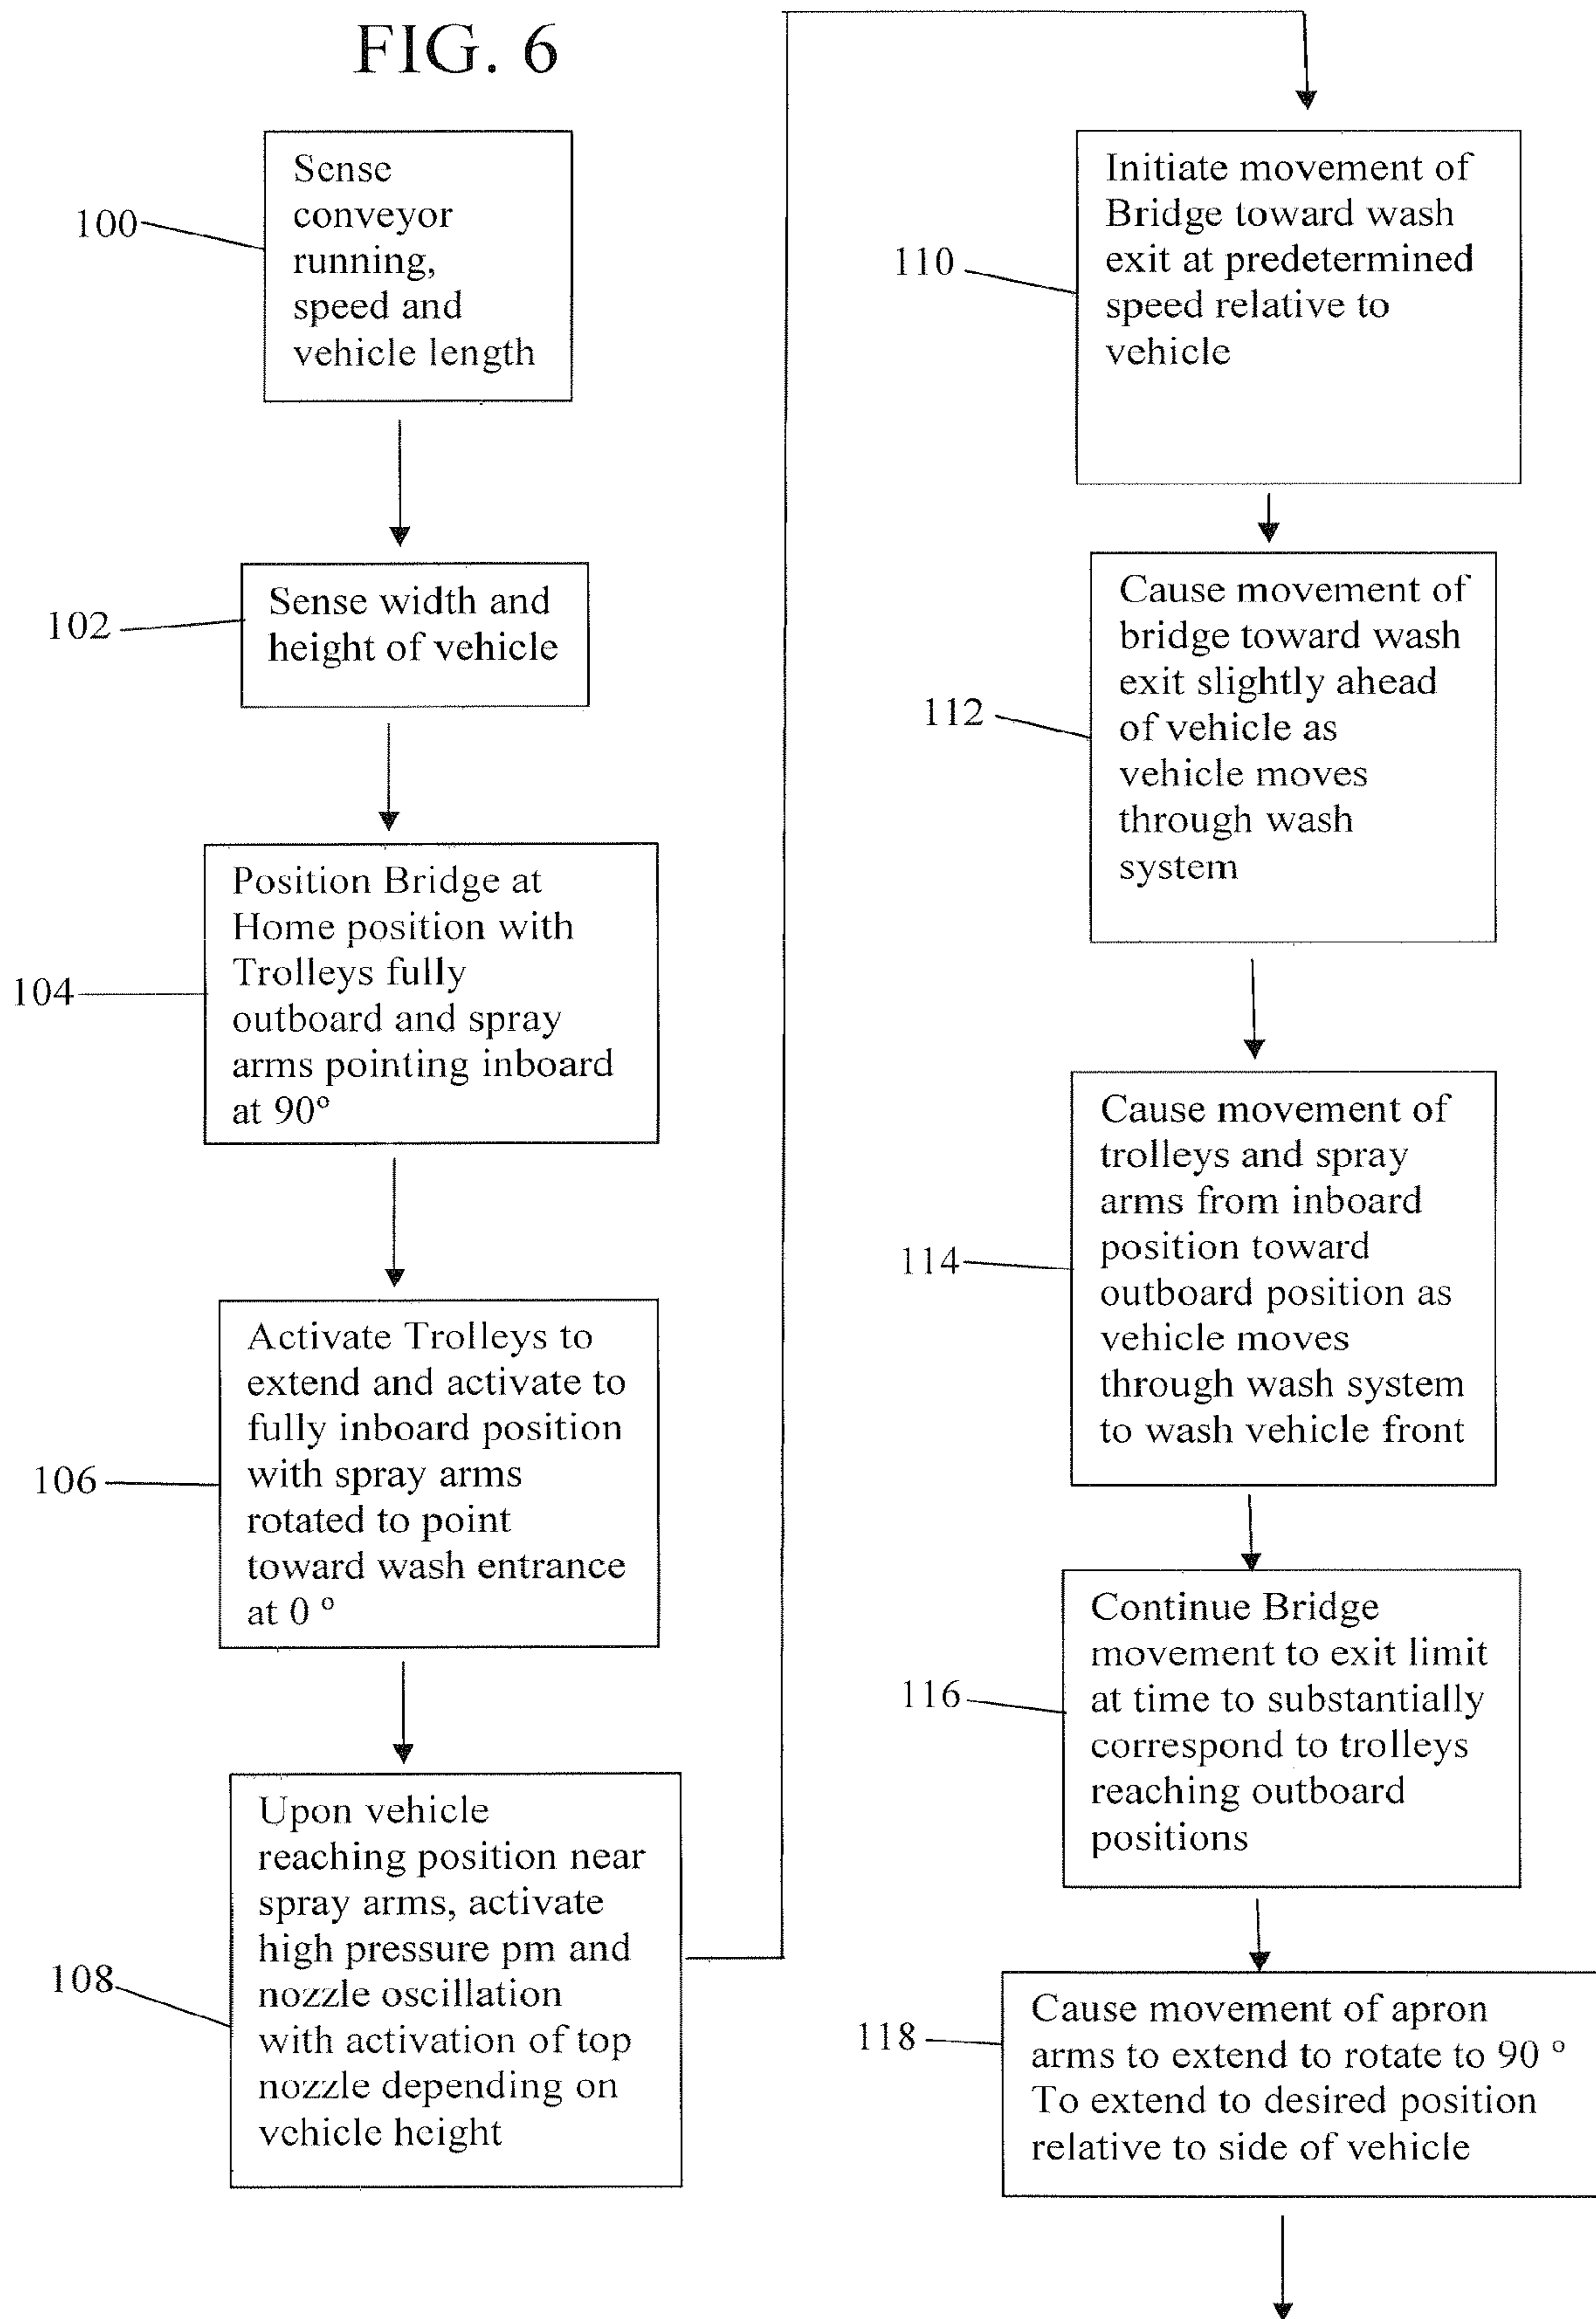 FIG. 6
100
Sense
conveyor
running,
speed and
vehicle length
102
Sense width and
height of vehicle
104
Position Bridge at
Home position with
Trolleys fully
outboard and spray
arms pointing inboard
at 90º
106
Activate Trolleys to
extend and activate to
fully inboard position
with spray arms
rotated to point
toward wash entrance
at 0 º
108
Upon vehicle
reaching position near
spray arms, activate
high pressure pm and
nozzle oscillation
with activation of top
nozzle depending on
vehicle height
110
Initiate movement of
Bridge toward wash
exit at predetermined
speed relative to
vehicle
112
Cause movement of
bridge toward wash
exit slightly ahead
of vehicle as
vehicle moves
through wash
system
114
Cause movement of
trolleys and spray
arms from inboard
position toward
outboard position as
vehicle moves
through wash system
to wash vehicle front
116
Continue Bridge
movement to exit limit
at time to substantially
correspond to trolleys
reaching outboard
positions
118
Cause movement of apron
arms to extend to rotate to 90 º
To extend to desired position
relative to side of vehicle